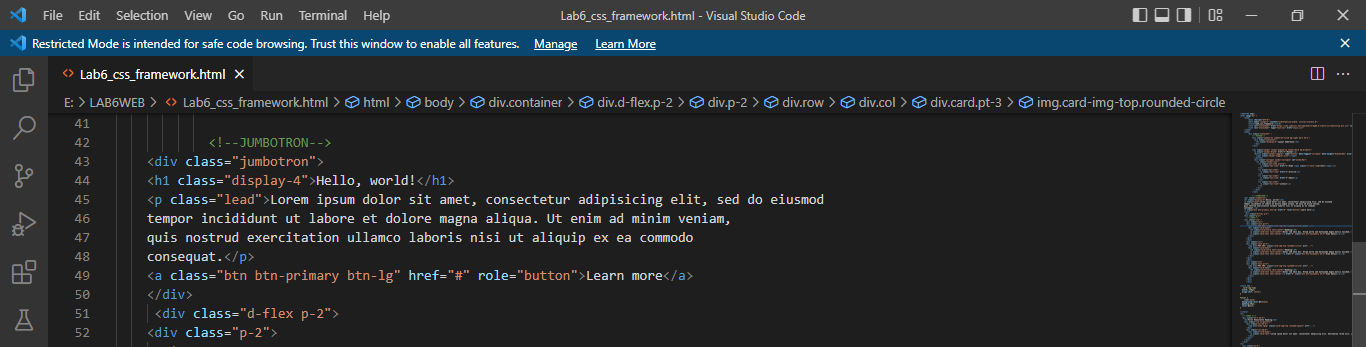 File Edit Selection View Go Run Terminal Help Lab6_css_framework.html - Visual Studio Code
Restricted Mode is intended for safe code browsing. Trust this window to enable all features. Manage Learn More
<> Lab6_css_framework.html
E: > LAB6WEB > <> Lab6_css_framework.html > html > body > div.container > div.d-flex.p-2 > div.p-2 > div.row > div.col > div.card.pt-3 > img.card-img-top.rounded-circle
41
42 <!--JUMBOTRON-->
43 <div class="jumbotron">
44 <h1 class="display-4">Hello, world!</h1>
45 <p class="lead">Lorem ipsum dolor sit amet, consectetur adipisicing elit, sed do eiusmod
46 tempor incididunt ut labore et dolore magna aliqua. Ut enim ad minim veniam,
47 quis nostrud exercitation ullamco laboris nisi ut aliquip ex ea commodo
48 consequat.</p>
49 <a class="btn btn-primary btn-lg" href="#" role="button">Learn more</a>
50 </div>
51 <div class="d-flex p-2">
52 <div class="p-2">